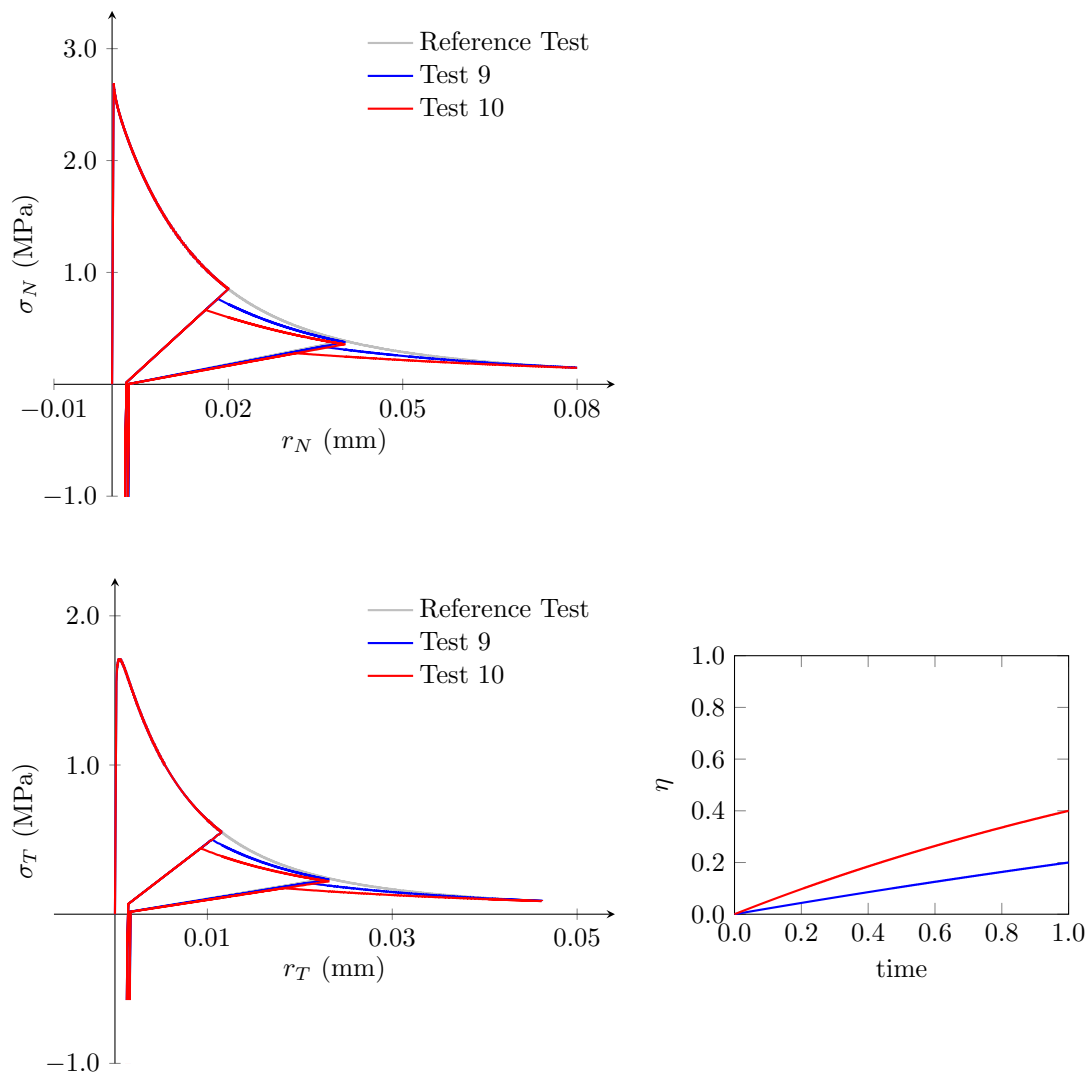 3.0
2.0
1.0
−1.0
σ_N (MPa)
Reference Test
Test 9
Test 10
−0.01 0.02 0.05 0.08
r_N (mm)
2.0
1.0
−1.0
σ_T (MPa)
Reference Test
Test 9
Test 10
0.01 0.03 0.05
r_T (mm)
1.0
0.8
0.6
0.4
0.2
0.0
η
0.0 0.2 0.4 0.6 0.8 1.0
time